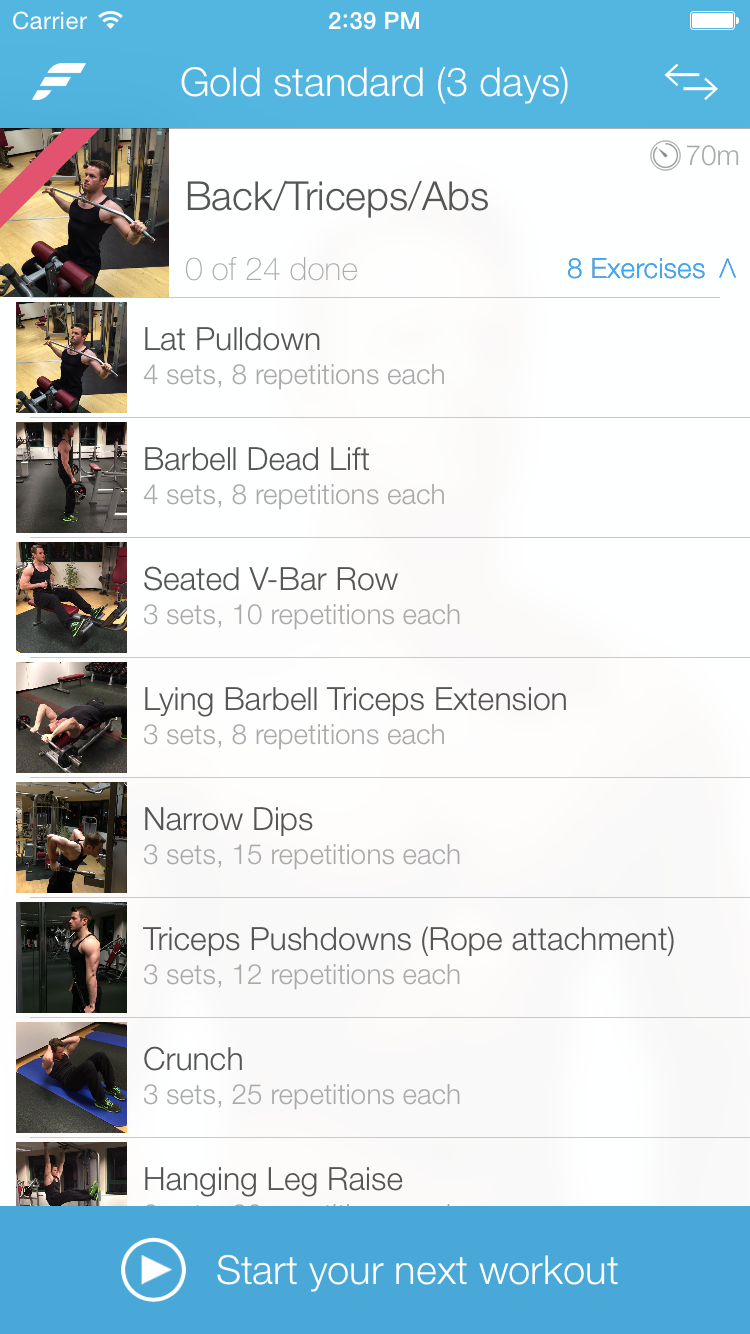 Carrier 2:39 PM
Gold standard (3 days)
70m
Back/Triceps/Abs
0 of 24 done 8 Exercises
Lat Pulldown
4 sets, 8 repetitions each
Barbell Dead Lift
4 sets, 8 repetitions each
Seated V-Bar Row
3 sets, 10 repetitions each
Lying Barbell Triceps Extension
3 sets, 8 repetitions each
Narrow Dips
3 sets, 15 repetitions each
Triceps Pushdowns (Rope attachment)
3 sets, 12 repetitions each
Crunch
3 sets, 25 repetitions each
Hanging Leg Raise
Start your next workout